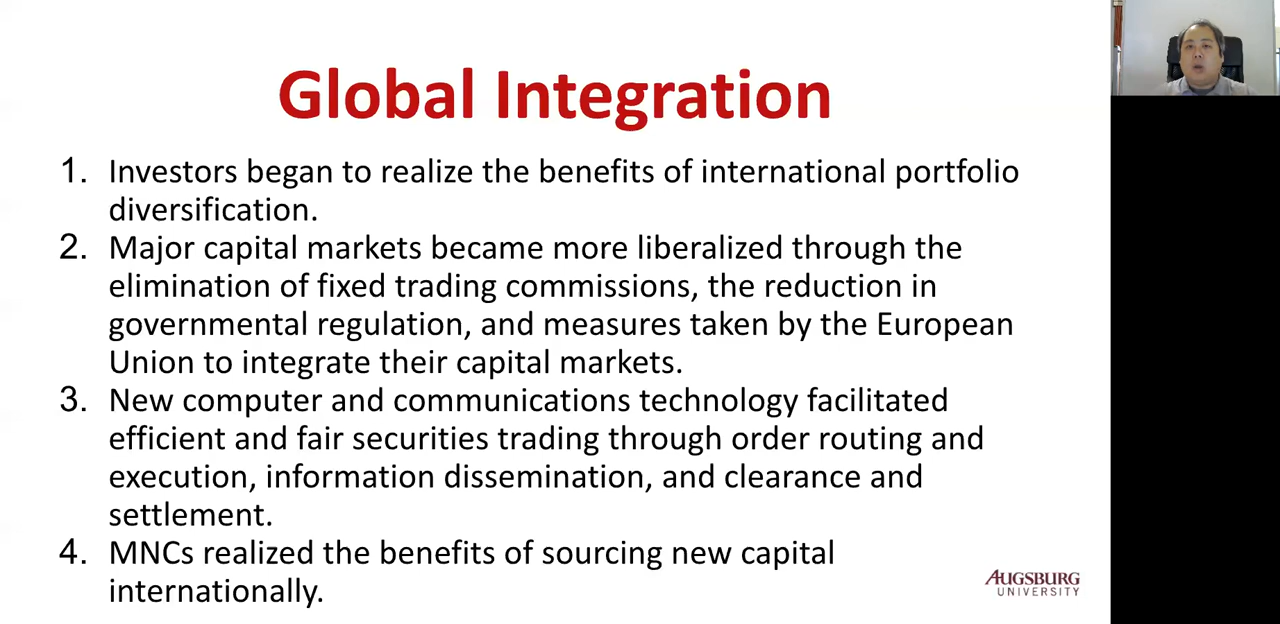 Global Integration
1. Investors began to realize the benefits of international portfolio
diversification.
2. Major capital markets became more liberalized through the
elimination of fixed trading commissions, the reduction in
governmental regulation, and measures taken by the European
Union to integrate their capital markets.
3. New computer and communications technology facilitated
efficient and fair securities trading through order routing and
execution, information dissemination, and clearance and
settlement.
4. MNCs realized the benefits of sourcing new capital
internationally.
AUGSBURG
UNIVERSITY